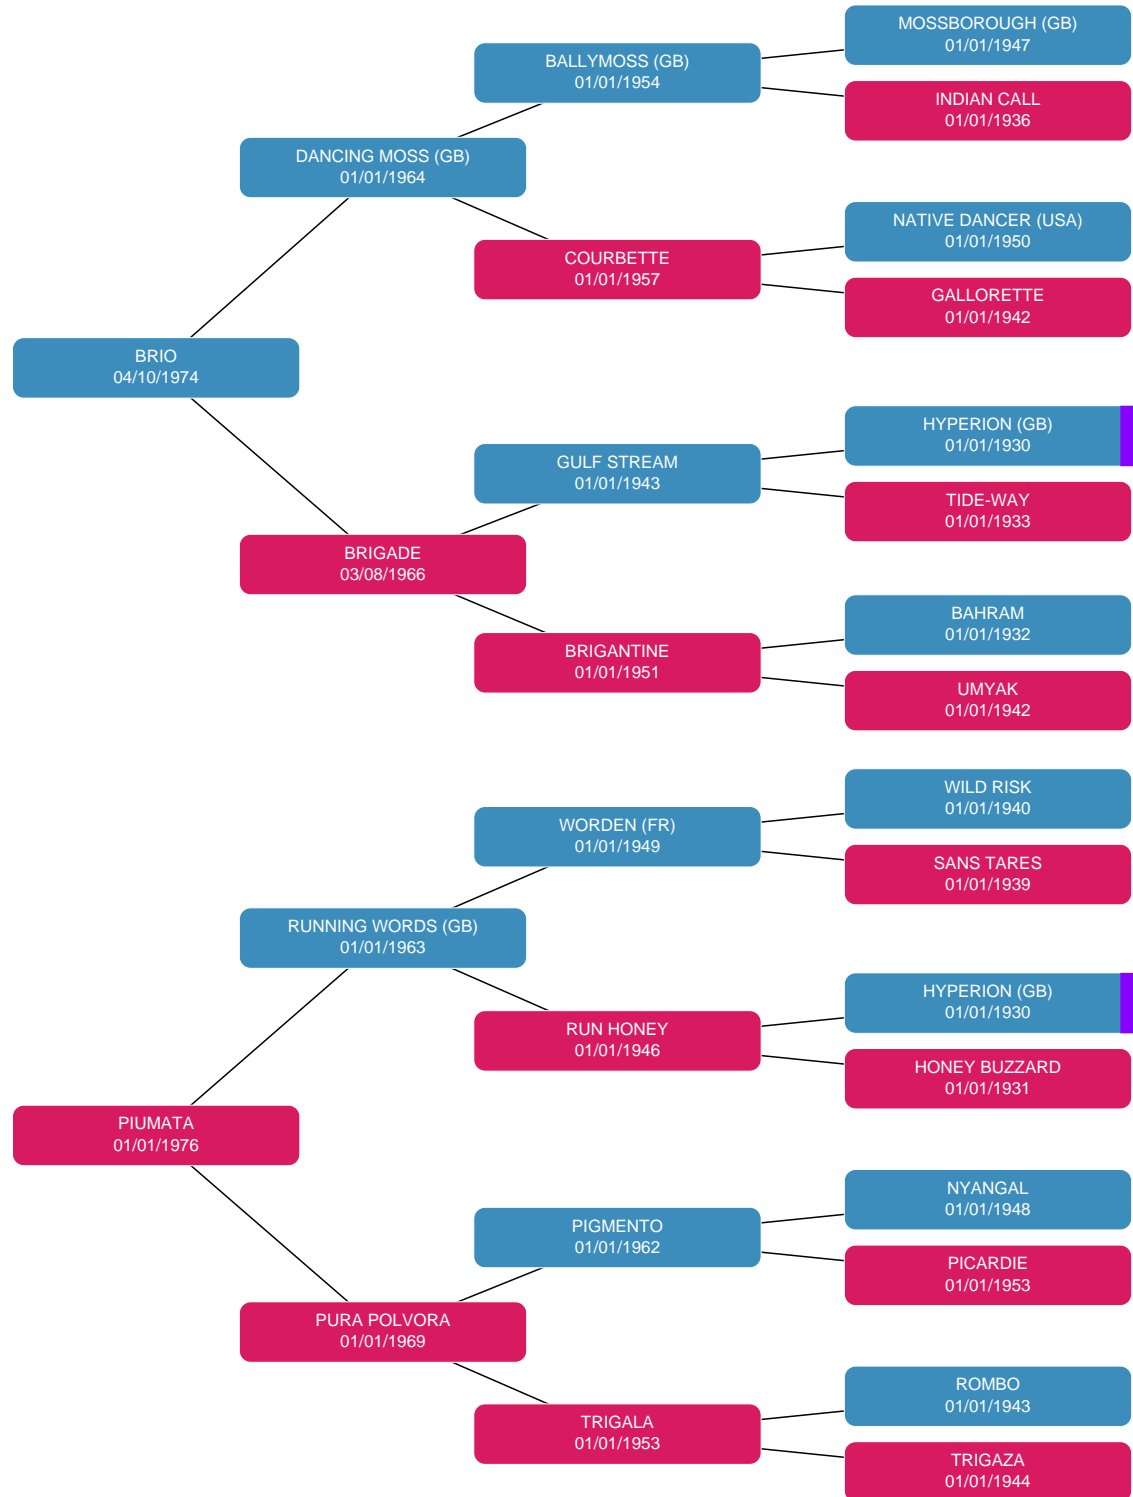 MOSSBOROUGH (GB)
01/01/1947
BALLYMOSS (GB)
01/01/1954
INDIAN CALL
01/01/1936
DANCING MOSS (GB)
01/01/1964
NATIVE DANCER (USA)
01/01/1950
COURBETTE
01/01/1957
GALLORETTE
01/01/1942
BRIO
04/10/1974
HYPERION (GB)
01/01/1930
GULF STREAM
01/01/1943
TIDE-WAY
01/01/1933
BRIGADE
03/08/1966
BAHRAM
01/01/1932
BRIGANTINE
01/01/1951
UMYAK
01/01/1942
WILD RISK
01/01/1940
WORDEN (FR)
01/01/1949
SANS TARES
01/01/1939
RUNNING WORDS (GB)
01/01/1963
HYPERION (GB)
01/01/1930
RUN HONEY
01/01/1946
HONEY BUZZARD
01/01/1931
PIUMATA
01/01/1976
NYANGAL
01/01/1948
PIGMENTO
01/01/1962
PICARDIE
01/01/1953
PURA POLVORA
01/01/1969
ROMBO
01/01/1943
TRIGALA
01/01/1953
TRIGAZA
01/01/1944